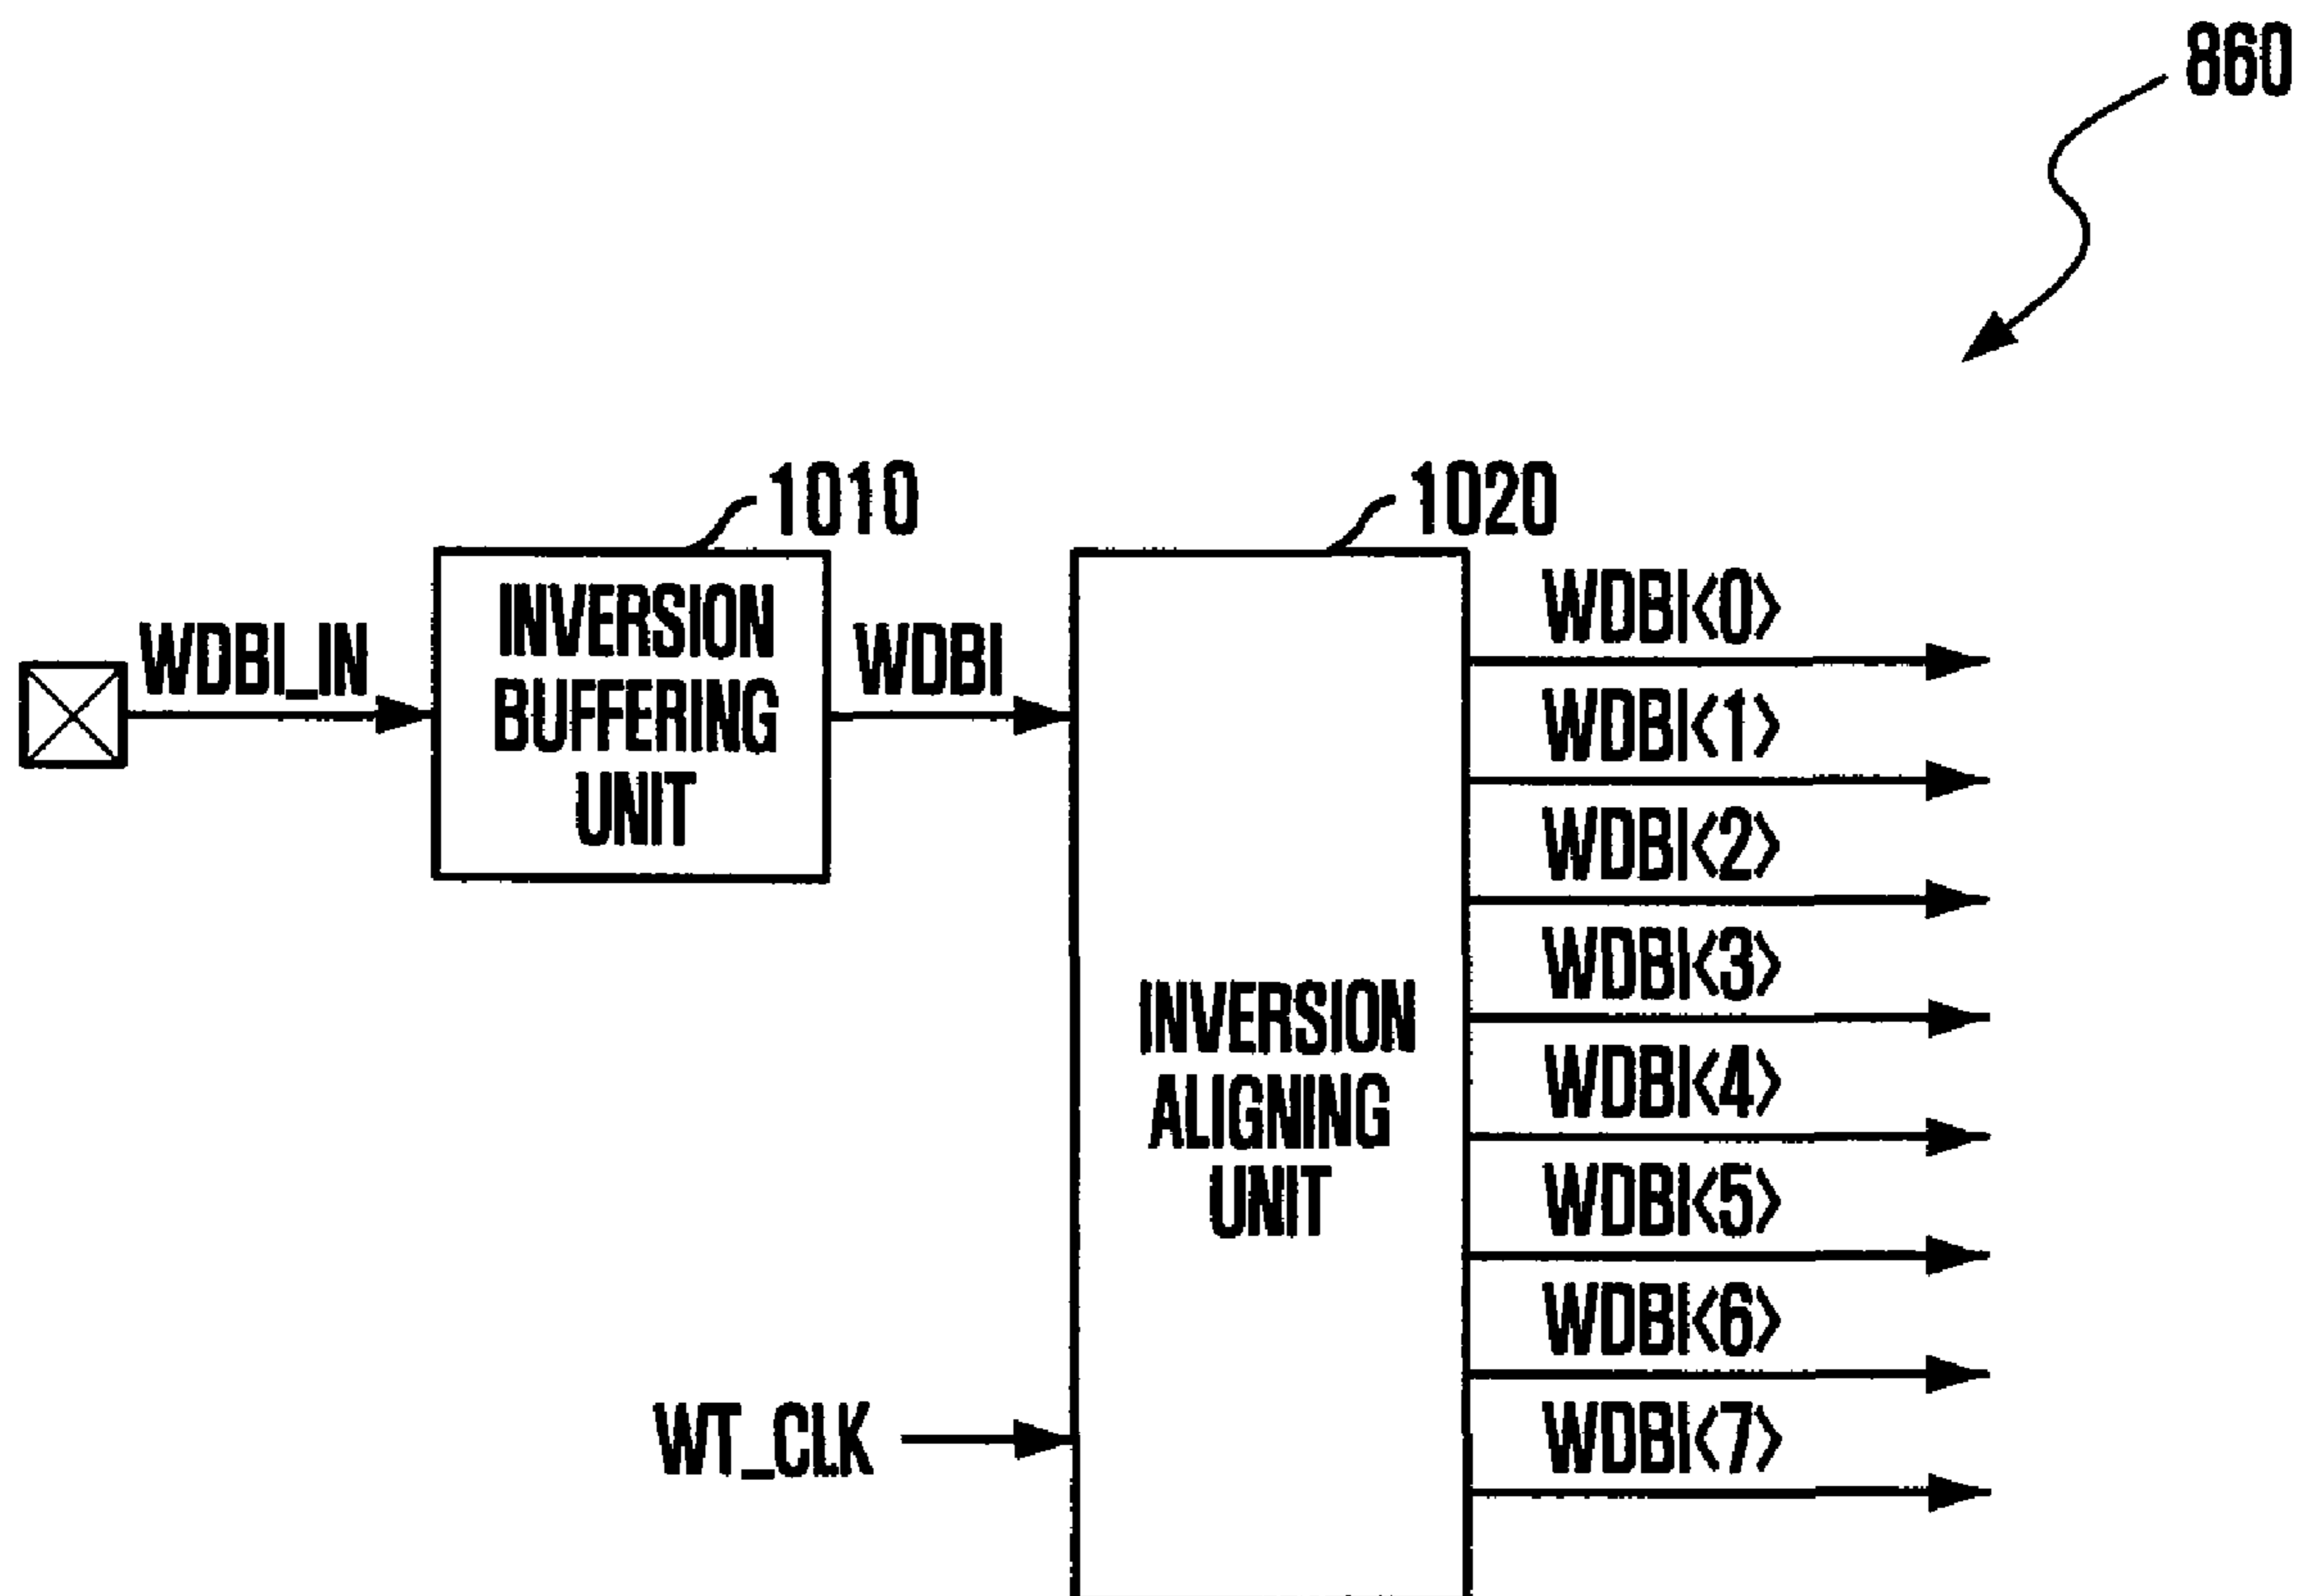 860
1010
1020
WDBI_IN
INVERSION
BUFFERING
UNIT
WDBI
INVERSION
ALIGNING
UNIT
WT_CLK
WDBI<0>
WDBI<1>
WDBI<2>
WDBI<3>
WDBI<4>
WDBI<5>
WDBI<6>
WDBI<7>